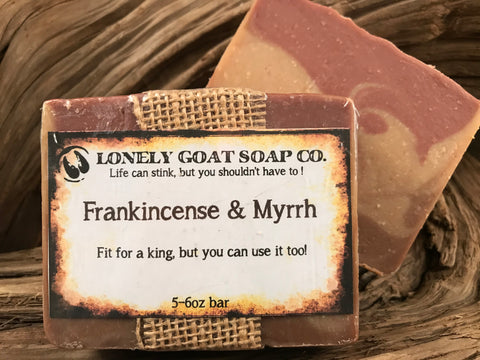 LONELY GOAT SOAP CO.
Life can stink, but you shouldn't have to !
Frankincense & Myrrh
Fit for a king, but you can use it too!
5-6oz bar